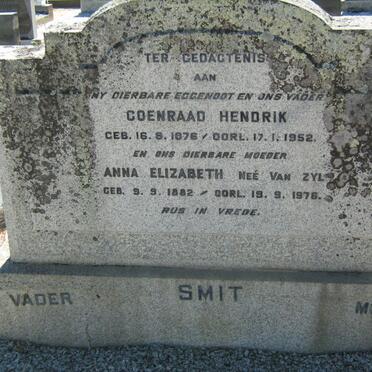 TER GEDAGTENIS
AAN
MY DIERBARE EGGENOOT EN ONS VADER
COENRAAD HENDRIK
GEB. 16. 8. 1876 / OORL. 17. 1. 1952.
EN ONS DIERBARE MOEDER
ANNA ELIZABETH NEÉ VAN ZYL
GEB. 9. 9. 1882 / OORL. 19. 9. 1976.
RUS IN VREDE.
VADER SMIT